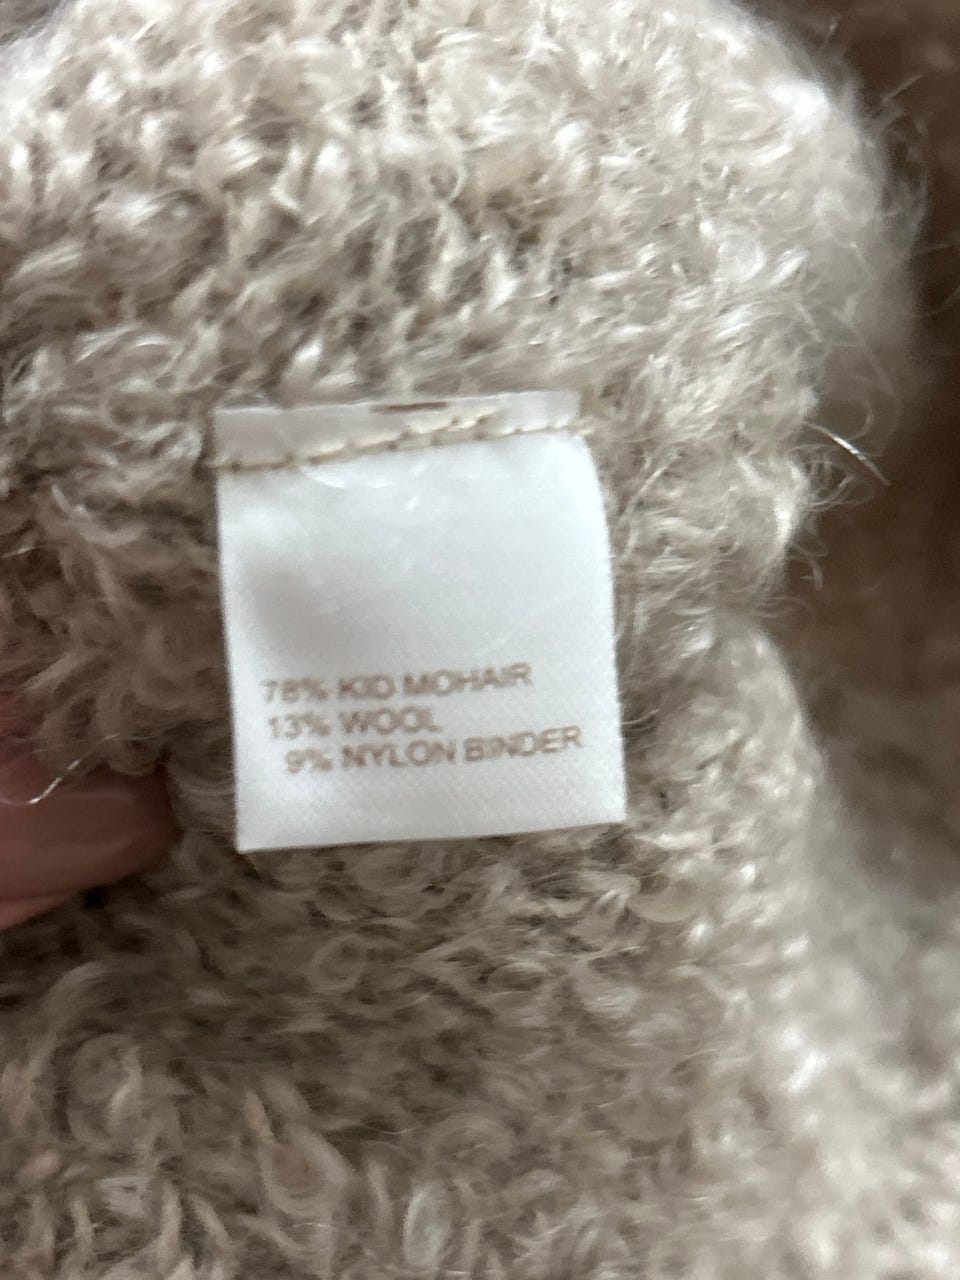 78% KID MOHAIR
13% WOOL
9% NYLON BINDER